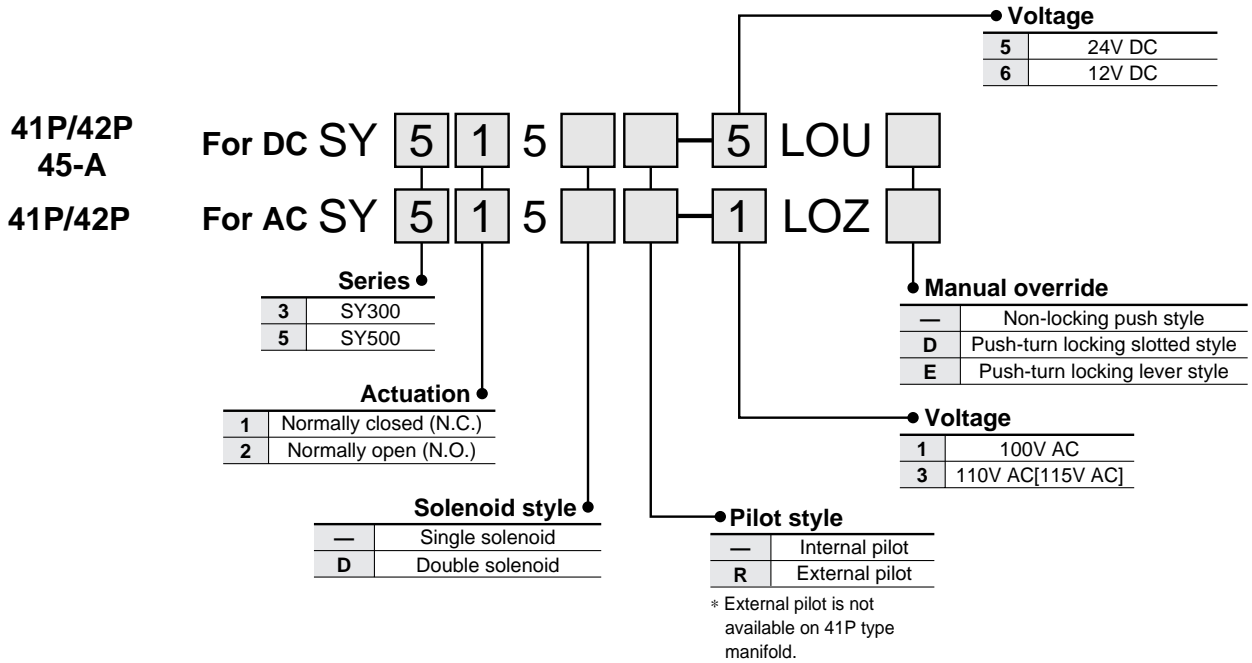 Voltage
5 24V DC
6 12V DC
41P/42P
45-A
For DC SY 5 1 5 5 LOU
41P/42P
For AC SY 5 1 5 1 LOZ
Series
3 SY300
5 SY500
Manual override
— Non-locking push style
D Push-turn locking slotted style
E Push-turn locking lever style
Actuation
1 Normally closed (N.C.)
2 Normally open (N.O.)
Voltage
1 100V AC
3 110V AC[115V AC]
Solenoid style
— Single solenoid
D Double solenoid
Pilot style
— Internal pilot
R External pilot
* External pilot is not
available on 41P type
manifold.